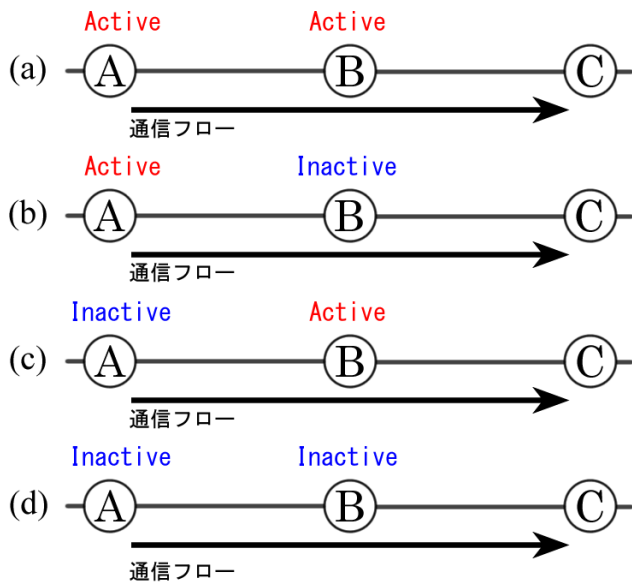 Active Active
(a) A B C
通信フロー
Active Inactive
(b) A B C
通信フロー
Inactive Active
(c) A B C
通信フロー
Inactive Inactive
(d) A B C
通信フロー